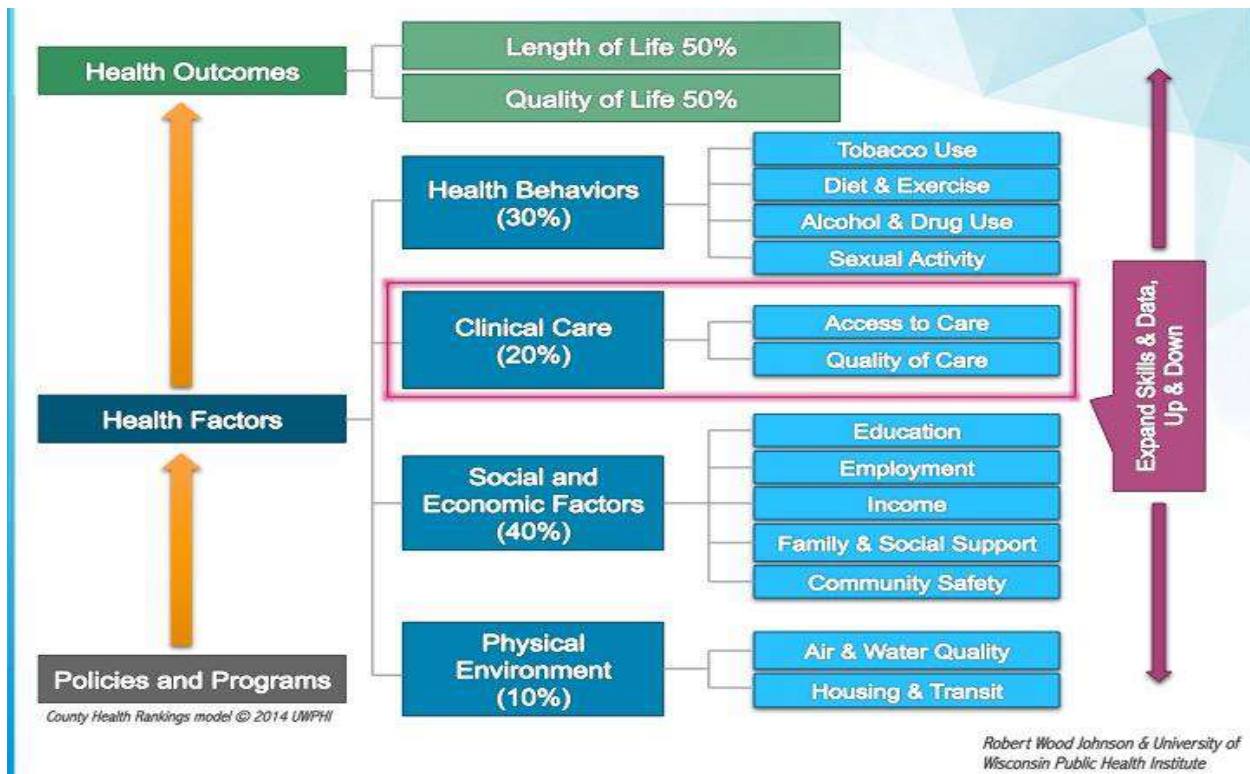 Health Outcomes
Length of Life 50%
Quality of Life 50%
Health Behaviors
(30%)
Tobacco Use
Diet & Exercise
Alcohol & Drug Use
Sexual Activity
Clinical Care
(20%)
Access to Care
Quality of Care
Health Factors
Social and
Economic Factors
(40%)
Education
Employment
Income
Family & Social Support
Community Safety
Physical
Environment
(10%)
Air & Water Quality
Housing & Transit
Policies and Programs
County Health Rankings model © 2014 UWPHI
Expand Skills & Data,
Up & Down
Robert Wood Johnson & University of
Wisconsin Public Health Institute